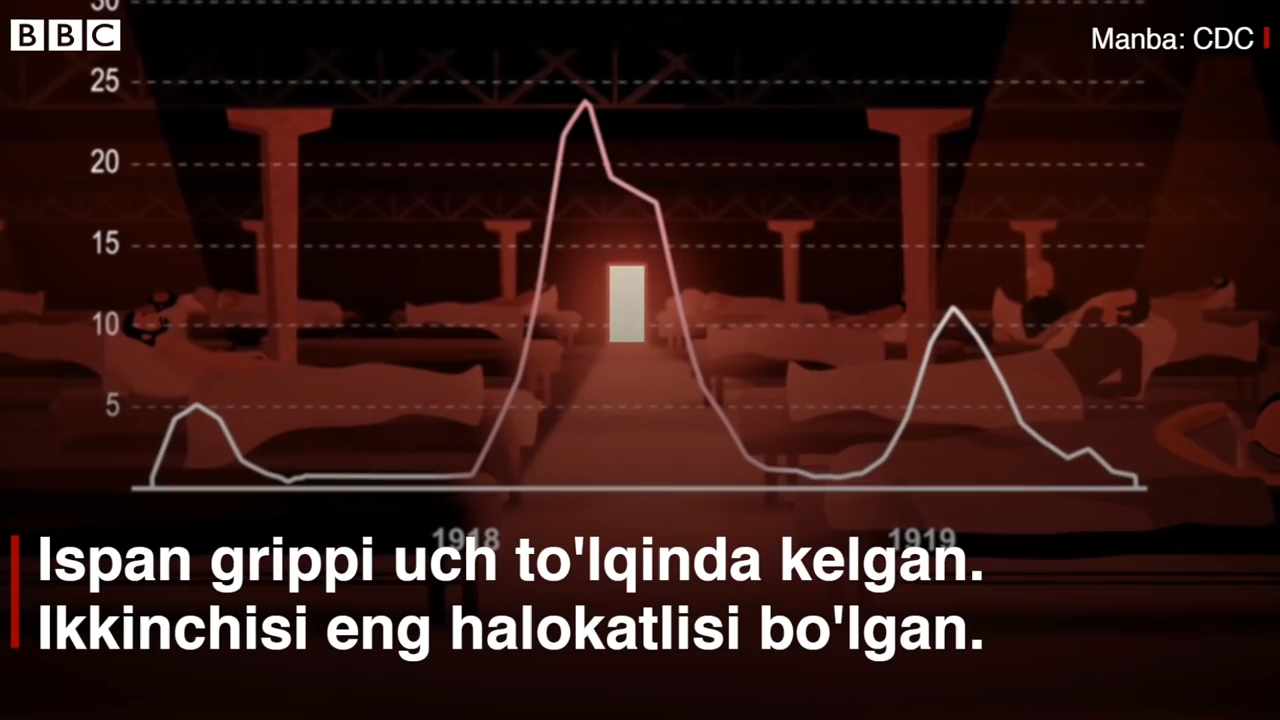 30
BBC
Manba: CDC
25
20
15
10
5
1918
1919
Ispan grippi uch to'lqinda kelgan.
Ikkinchisi eng halokatlisi bo'lgan.